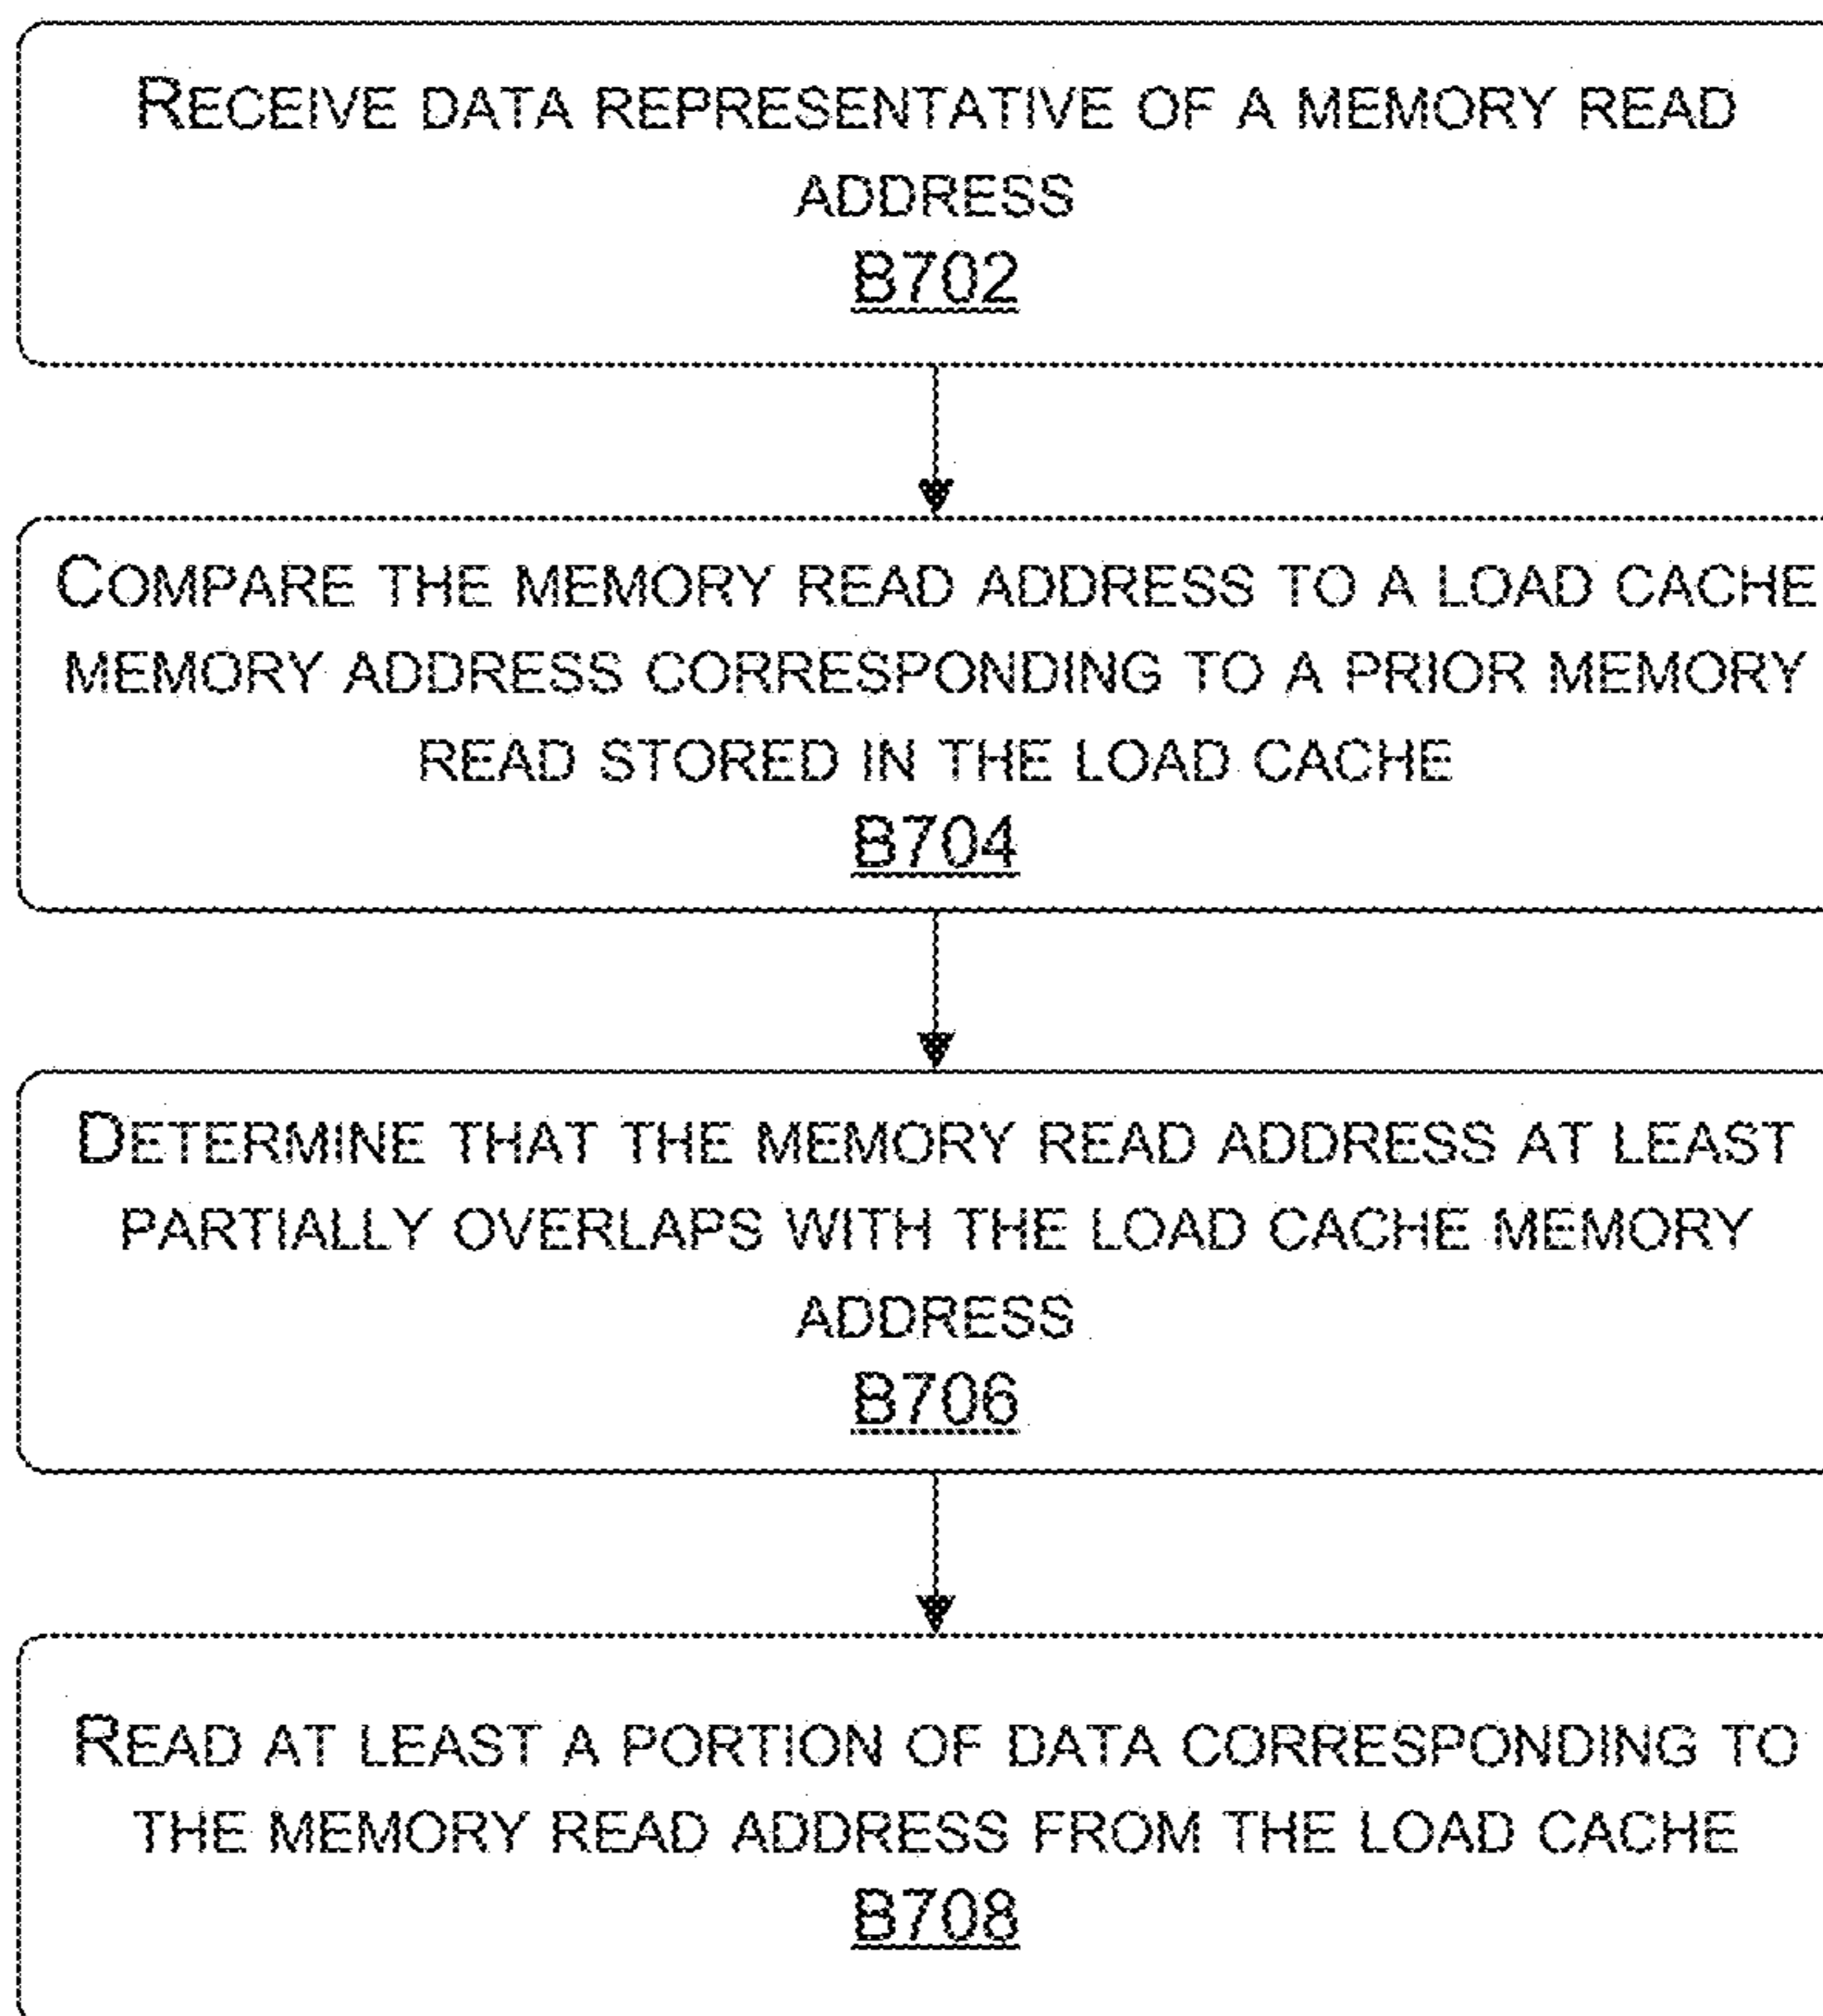 RECEIVE DATA REPRESENTATIVE OF A MEMORY READ
ADDRESS
B702
COMPARE THE MEMORY READ ADDRESS TO A LOAD CACHE
MEMORY ADDRESS CORRESPONDING TO A PRIOR MEMORY
READ STORED IN THE LOAD CACHE
B704
DETERMINE THAT THE MEMORY READ ADDRESS AT LEAST
PARTIALLY OVERLAPS WITH THE LOAD CACHE MEMORY
ADDRESS
B706
READ AT LEAST A PORTION OF DATA CORRESPONDING TO
THE MEMORY READ ADDRESS FROM THE LOAD CACHE
B708